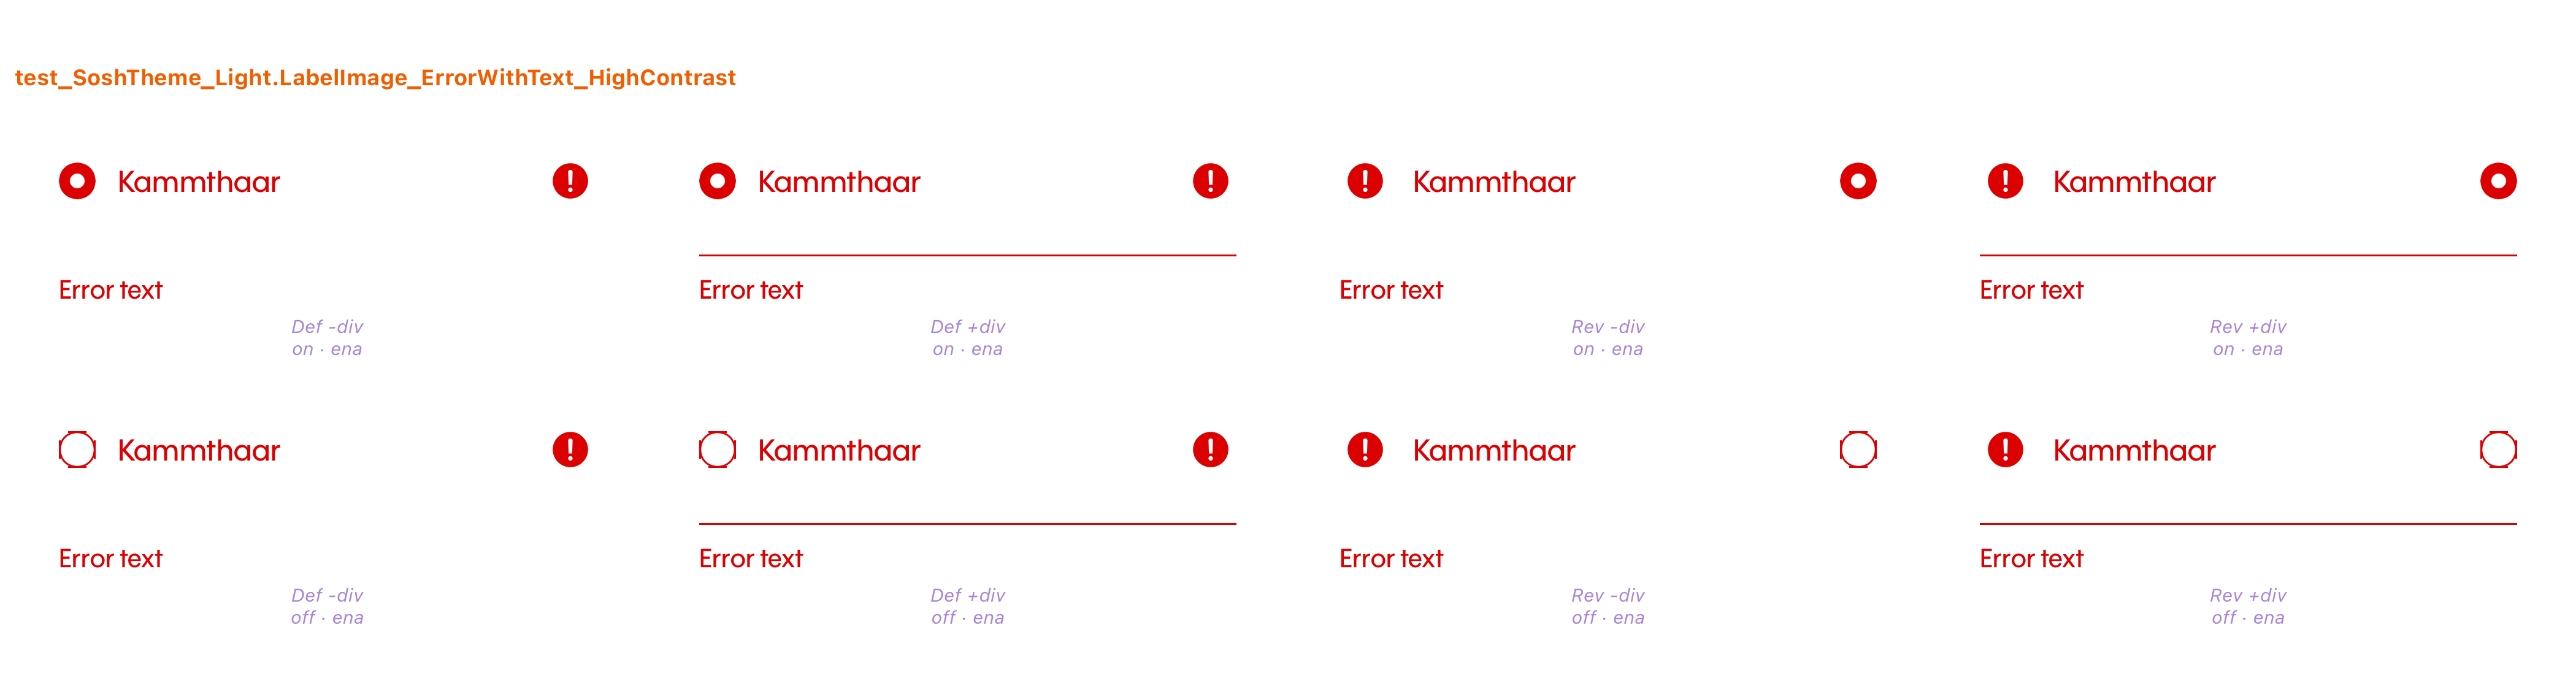 test_SoshTheme_Light.LabelImage_ErrorWithText_HighContrast
Kammthaar
Kammthaar
Kammthaar
Kammthaar
Error text
Error text
Error text
Error text
Def -div
on · ena
Def +div
on · ena
Rev -div
on · ena
Rev +div
on · ena
Kammthaar
Kammthaar
Kammthaar
Kammthaar
Error text
Error text
Error text
Error text
Def -div
off · ena
Def +div
off · ena
Rev -div
off · ena
Rev +div
off · ena